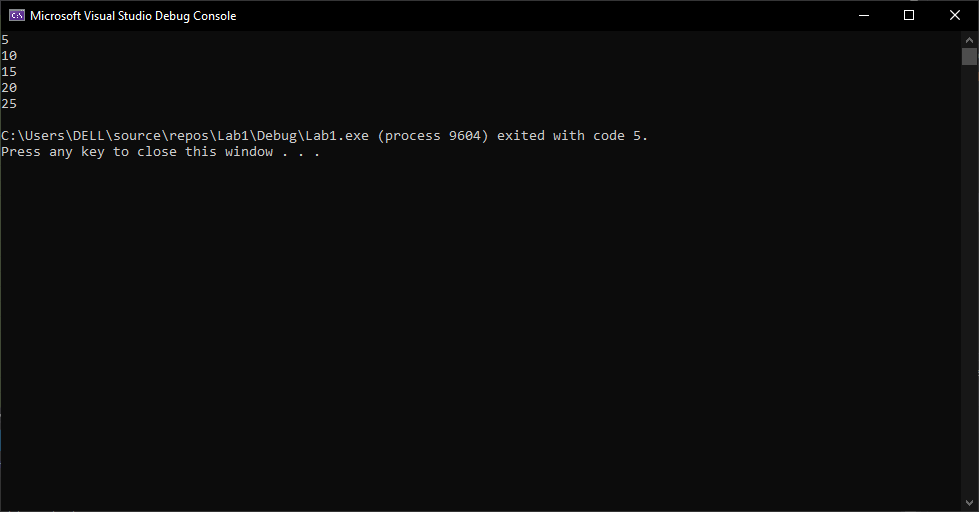 Microsoft Visual Studio Debug Console
5
10
15
20
25
C:\Users\DELL\source\repos\Lab1\Debug\Lab1.exe (process 9604) exited with code 5.
Press any key to close this window . . .